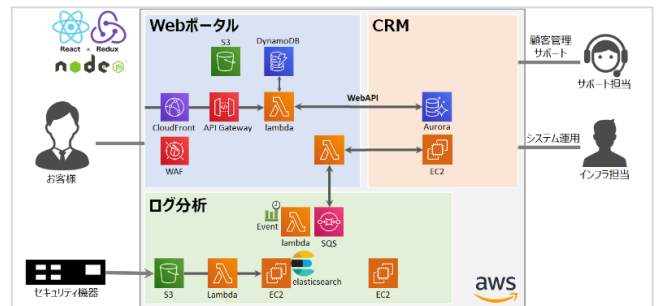 Webポータル
CRM
React × Redux
node
JS
S3
DynamoDB
顧客管理
サポート
サポート担当
WebAPI
CloudFront
API Gateway
lambda
Aurora
お客様
WAF
EC2
システム運用
インフラ担当
ログ分析
Event
lambda
SQS
elasticsearch
セキュリティ機器
S3
Lambda
EC2
EC2
aws